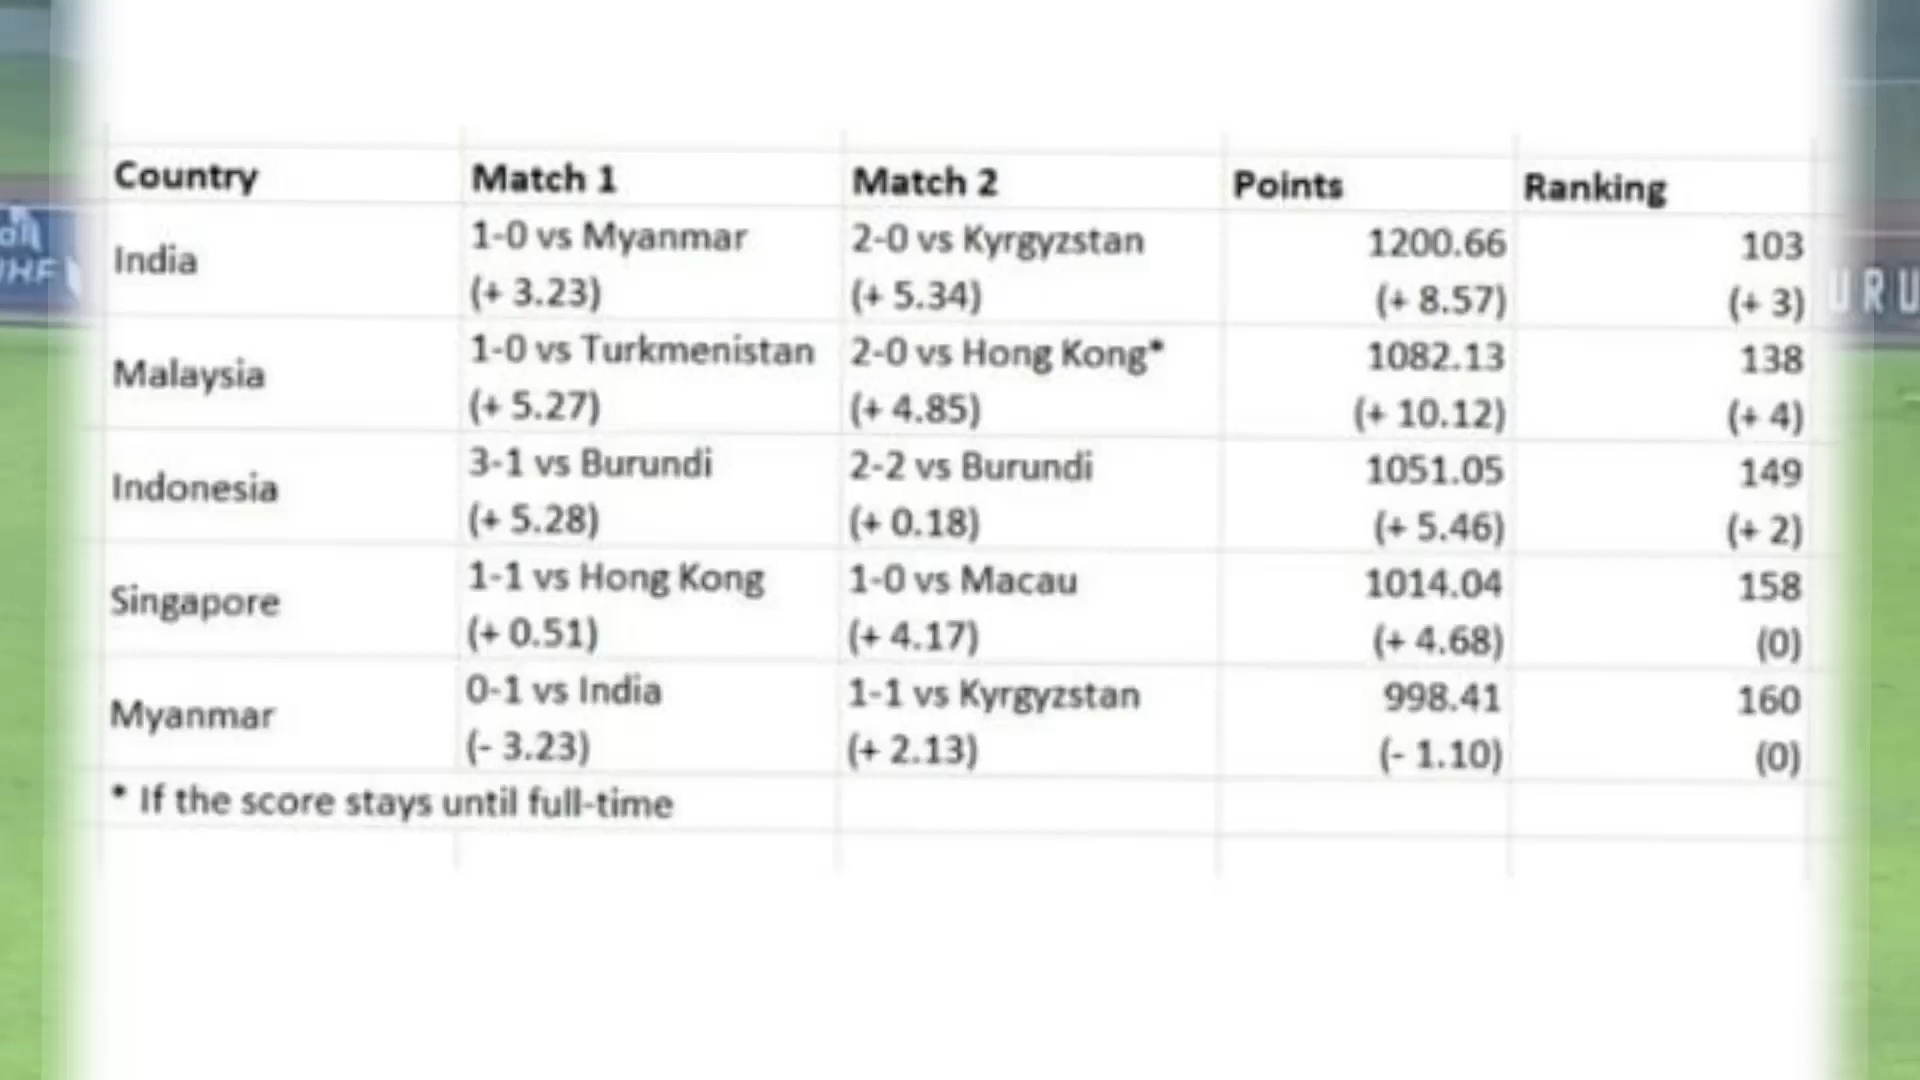 Country Match 1 Match 2 Points Ranking
India 1-0 vs Myanmar 2-0 vs Kyrgyzstan 1200.66 103
(+ 3.23) (+ 5.34) (+ 8.57) (+ 3)
Malaysia 1-0 vs Turkmenistan 2-0 vs Hong Kong* 1082.13 138
(+ 5.27) (+ 4.85) (+ 10.12) (+ 4)
Indonesia 3-1 vs Burundi 2-2 vs Burundi 1051.05 149
(+ 5.28) (+ 0.18) (+ 5.46) (+ 2)
Singapore 1-1 vs Hong Kong 1-0 vs Macau 1014.04 158
(+ 0.51) (+ 4.17) (+ 4.68) (0)
Myanmar 0-1 vs India 1-1 vs Kyrgyzstan 998.41 160
(- 3.23) (+ 2.13) (- 1.10) (0)
* If the score stays until full-time